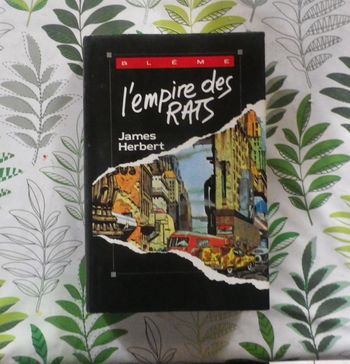 BLÊME
l'empire des
RATS
James
Herbert